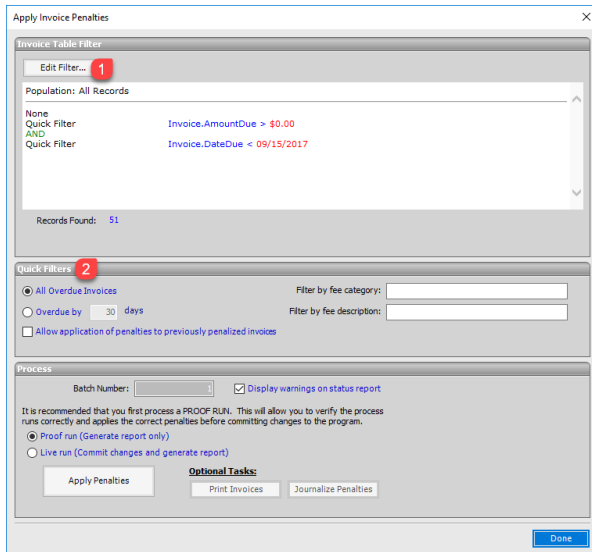 Apply Invoice Penalties
Invoice Table Filter
Edit Filter... 1
Population: All Records
None
Quick Filter Invoice.AmountDue > $0.00
AND
Quick Filter Invoice.DateDue < 09/15/2017
Records Found: 51
Quick Filters 2
All Overdue Invoices Filter by fee category:
Overdue by 30 days Filter by fee description:
Allow application of penalties to previously penalized invoices
Process
Batch Number: 1 Display warnings on status report
It is recommended that you first process a PROOF RUN. This will allow you to verify the process
runs correctly and applies the correct penalties before committing changes to the program.
Proof run (Generate report only)
Live run (Commit changes and generate report)
Optional Tasks:
Apply Penalties Print Invoices Journalize Penalties
Done